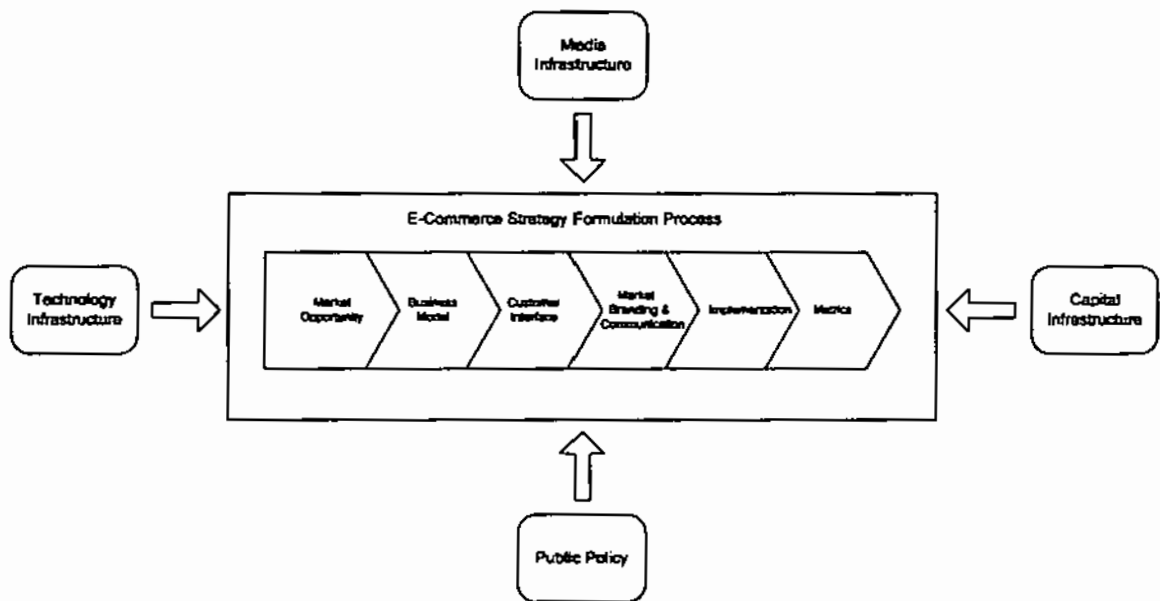 Media
Infrastructure
E-Commerce Strategy Formulation Process
Technology
Infrastructure
Market
Opportunity
Business
Model
Customer
Interface
Market
Branding &
Communication
Implementation
Metrics
Capital
Infrastructure
Public Policy